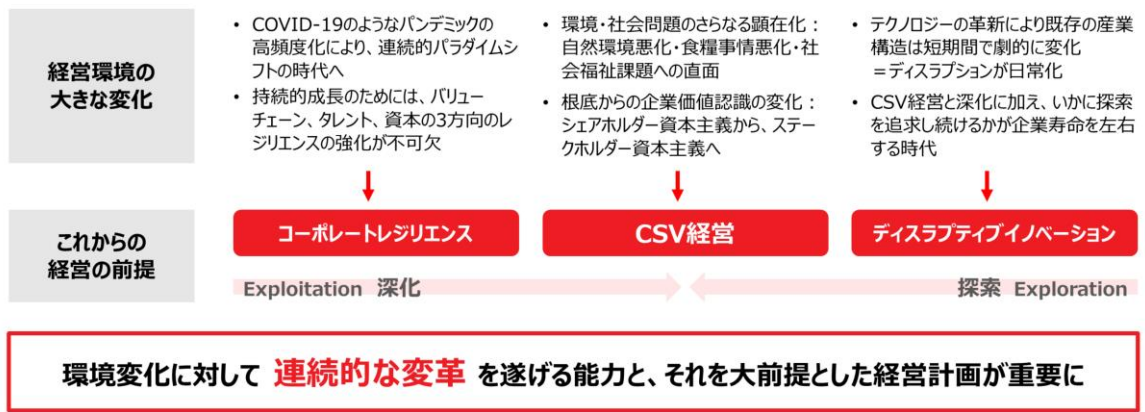 経営環境の
大きな変化
• COVID-19のようなパンデミックの
高頻度化により、連続的パラダイムシ
フトの時代へ
• 持続的成長のためには、バリュー
チェーン、タレント、資本の3方向のレ
ジリエンスの強化が不可欠
• 環境・社会問題のさらなる顕在化：
自然環境悪化・食糧事情悪化・社
会福祉課題への直面
• 根底からの企業価値認識の変化：
シェアホルダー資本主義から、ステー
クホルダー資本主義へ
• テクノロジーの革新により既存の産業
構造は短期間で劇的に変化
＝ディスラプションが日常化
• CSV経営と深化に加え、いかに探索
を追求し続けるかが企業寿命を左右
する時代
これからの
経営の前提
コーポレートレジリエンス
CSV経営
ディスラプティブイノベーション
Exploitation 深化
探索 Exploration
環境変化に対して 連続的な変革 を遂げる能力と、それを大前提とした経営計画が重要に